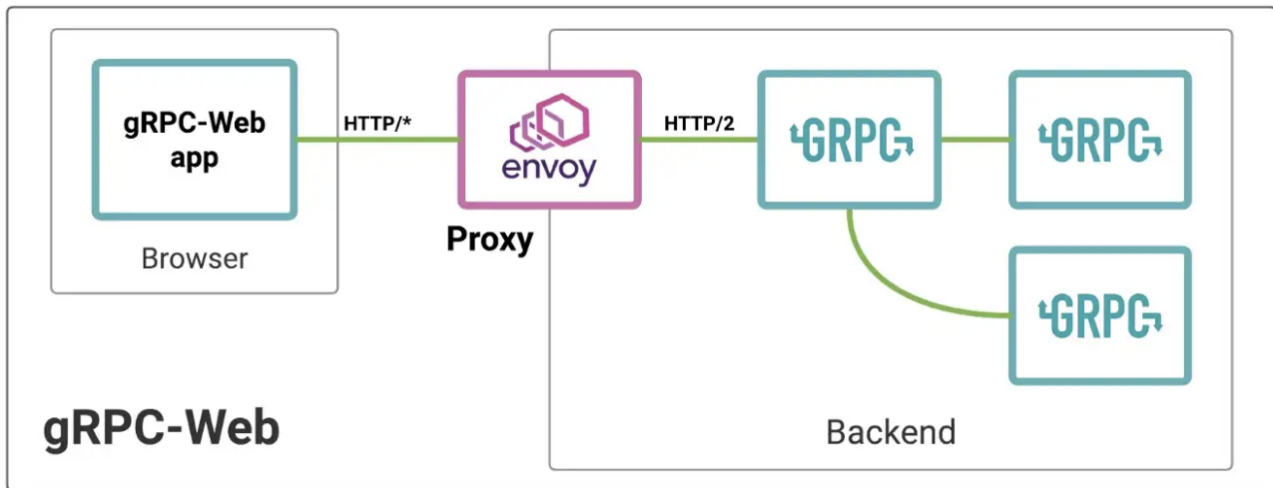 gRPC-Web
app
Browser
HTTP/*
envoy
Proxy
HTTP/2
GRPC
GRPC
GRPC
Backend
gRPC-Web